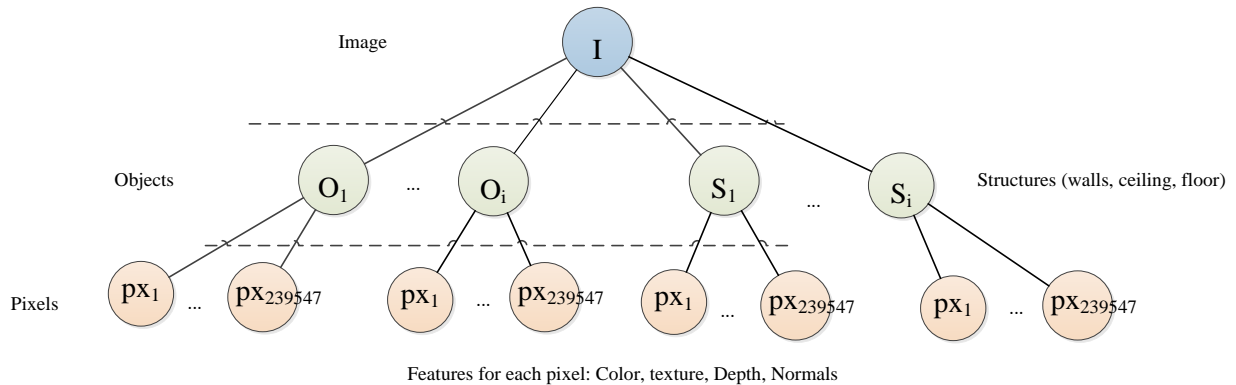 Image
I
Objects
O1
...
Oi
S1
...
Si
Structures (walls, ceiling, floor)
Pixels
px1
...
px239547
px1
...
px239547
px1
...
px239547
px1
...
px239547
Features for each pixel: Color, texture, Depth, Normals